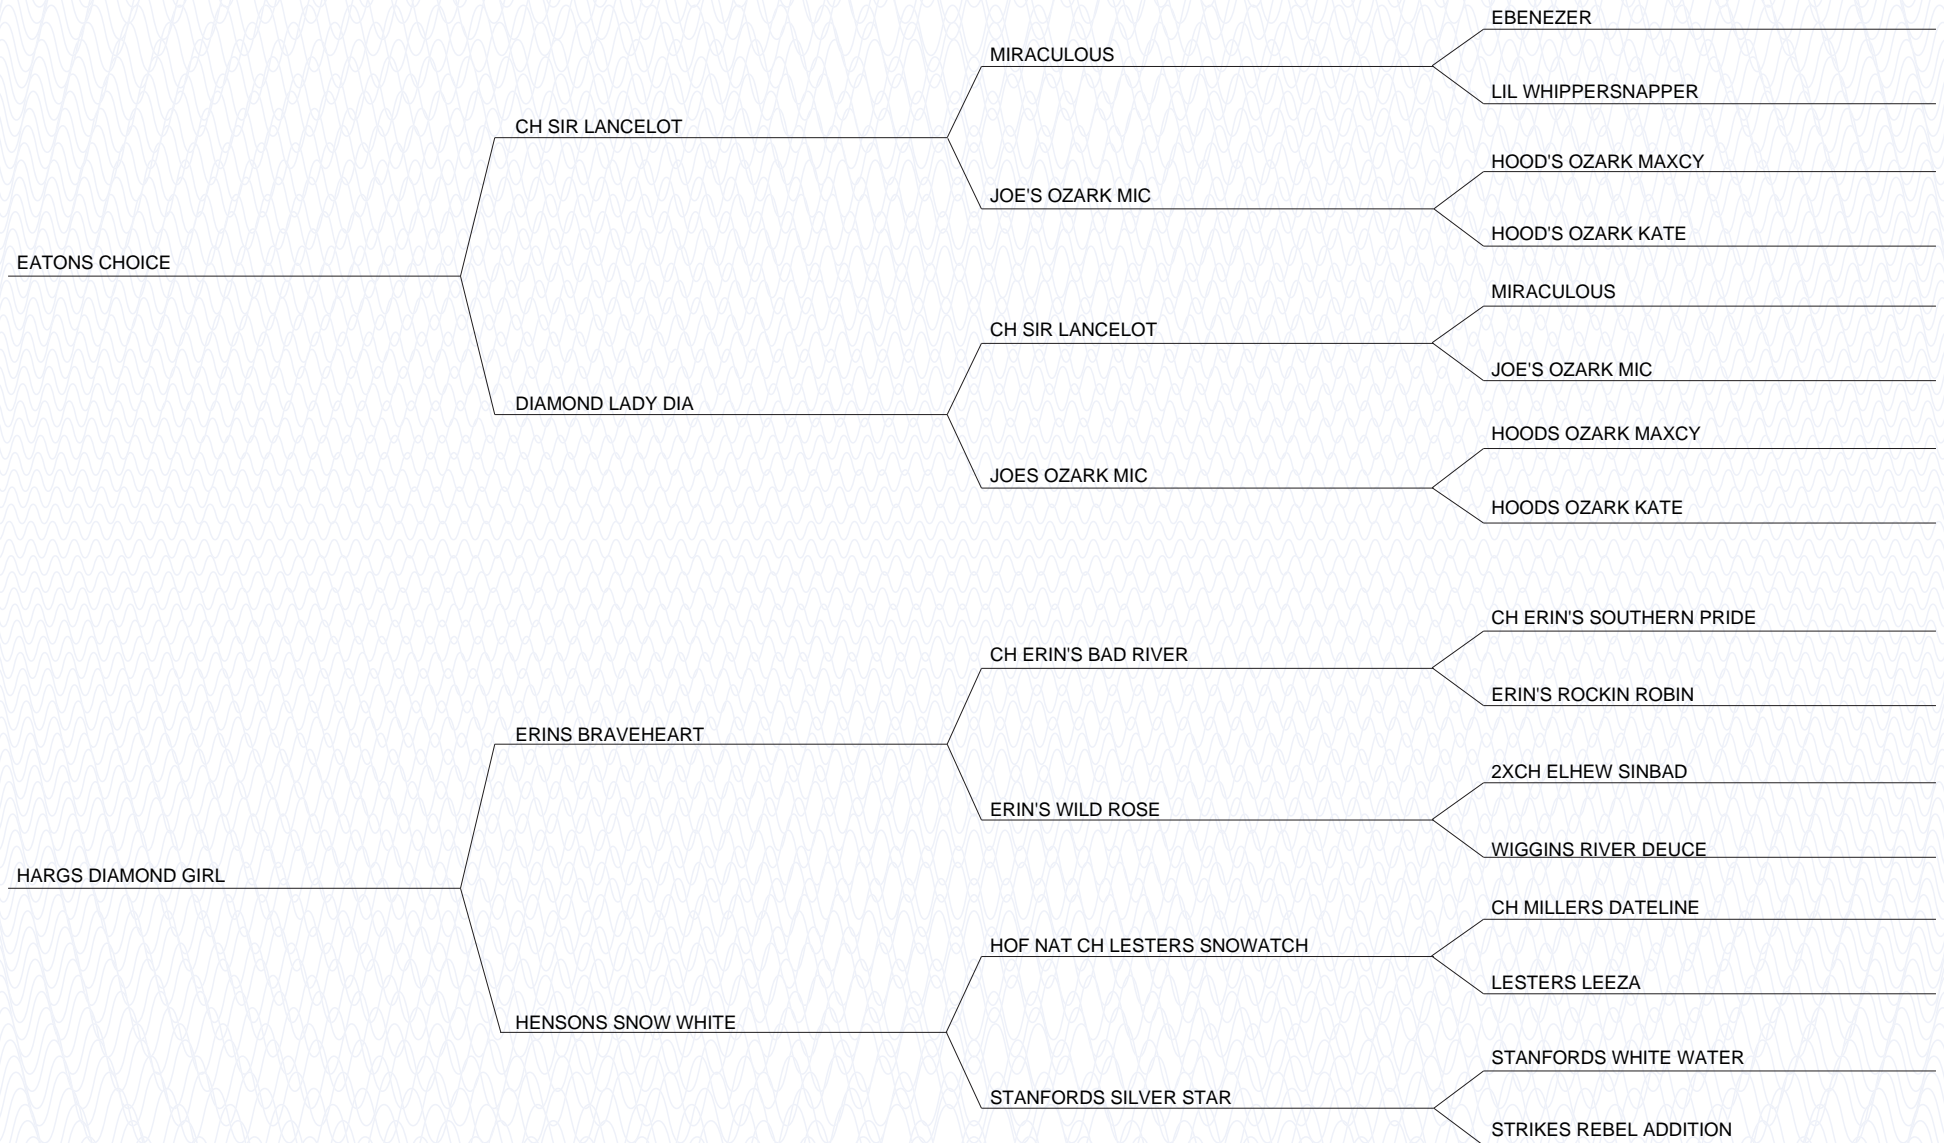 EBENEZER
MIRACULOUS
LIL WHIPPERSNAPPER
CH SIR LANCELOT
HOOD'S OZARK MAXCY
JOE'S OZARK MIC
HOOD'S OZARK KATE
EATONS CHOICE
MIRACULOUS
CH SIR LANCELOT
JOE'S OZARK MIC
DIAMOND LADY DIA
HOODS OZARK MAXCY
JOES OZARK MIC
HOODS OZARK KATE
CH ERIN'S SOUTHERN PRIDE
CH ERIN'S BAD RIVER
ERIN'S ROCKIN ROBIN
ERINS BRAVEHEART
2XCH ELHEW SINBAD
ERIN'S WILD ROSE
WIGGINS RIVER DEUCE
HARGS DIAMOND GIRL
CH MILLERS DATELINE
HOF NAT CH LESTERS SNOWATCH
LESTERS LEEZA
HENSONS SNOW WHITE
STANFORDS WHITE WATER
STANFORDS SILVER STAR
STRIKES REBEL ADDITION